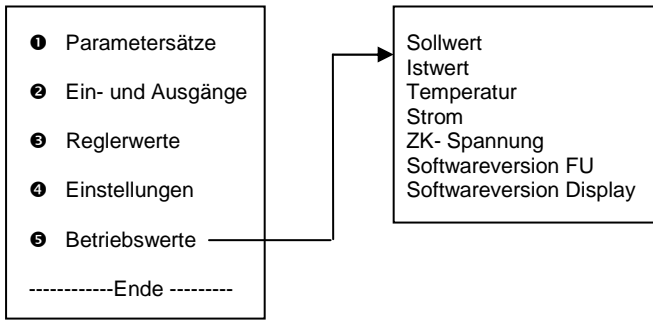 ❶ Parametersätze
❷ Ein- und Ausgänge
❸ Reglerwerte
❹ Einstellungen
❺ Betriebswerte
------------Ende ---------
Sollwert
Istwert
Temperatur
Strom
ZK- Spannung
Softwareversion FU
Softwareversion Display